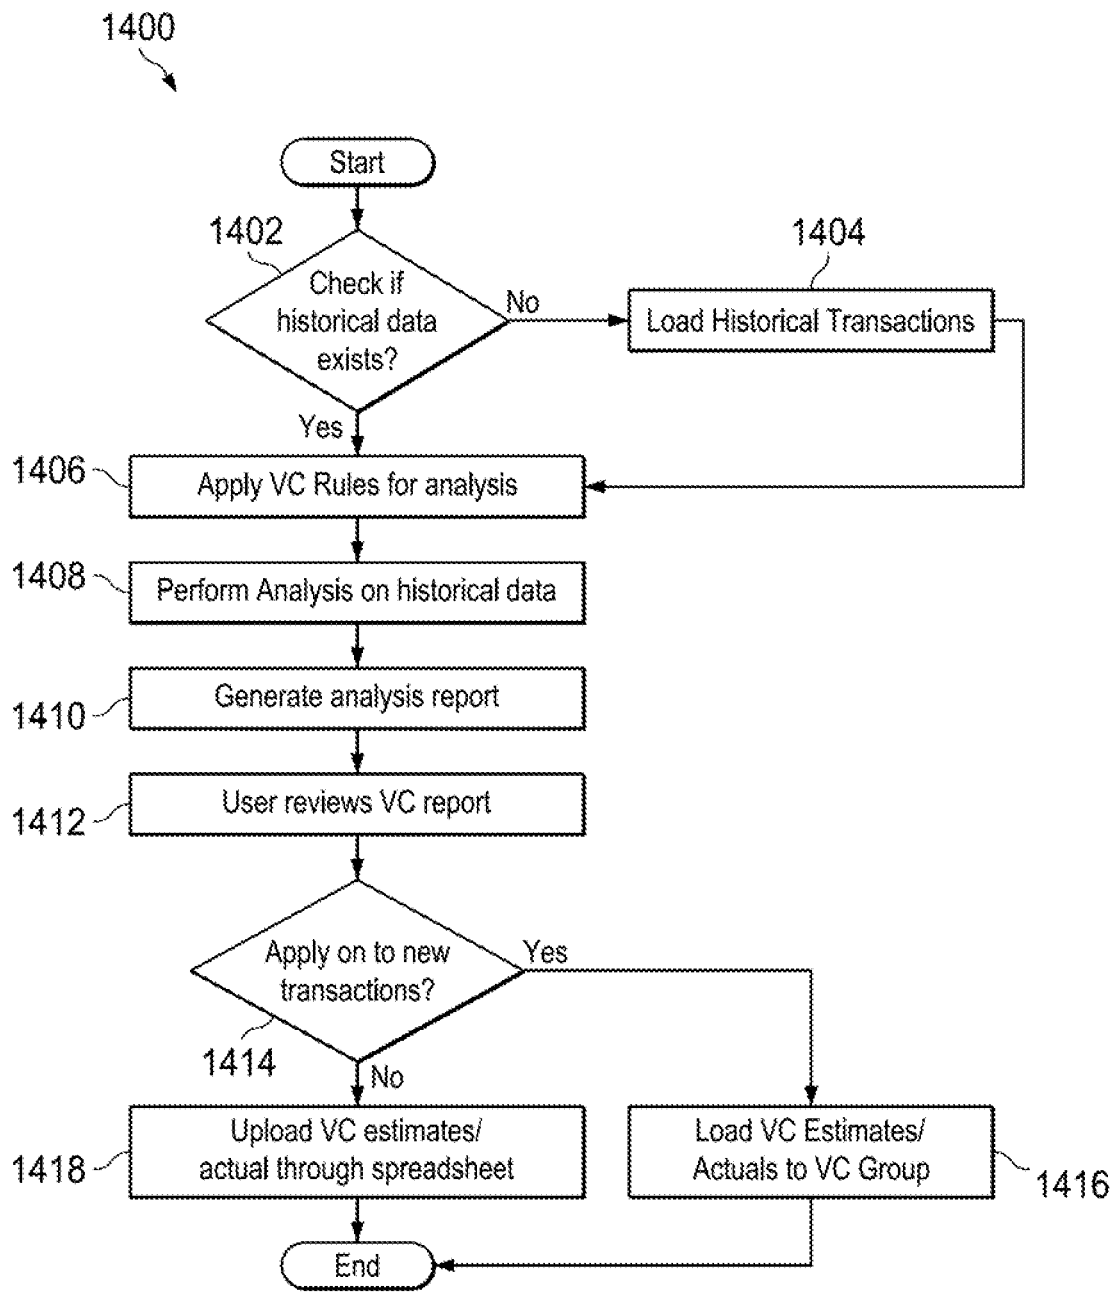 1400
Start
1402
Check if
historical data
exists?
No
1404
Load Historical Transactions
Yes
1406
Apply VC Rules for analysis
1408
Perform Analysis on historical data
1410
Generate analysis report
1412
User reviews VC report
Apply on to new
transactions?
Yes
1414
No
1418
Upload VC estimates/
actual through spreadsheet
Load VC Estimates/
Actuals to VC Group
1416
End